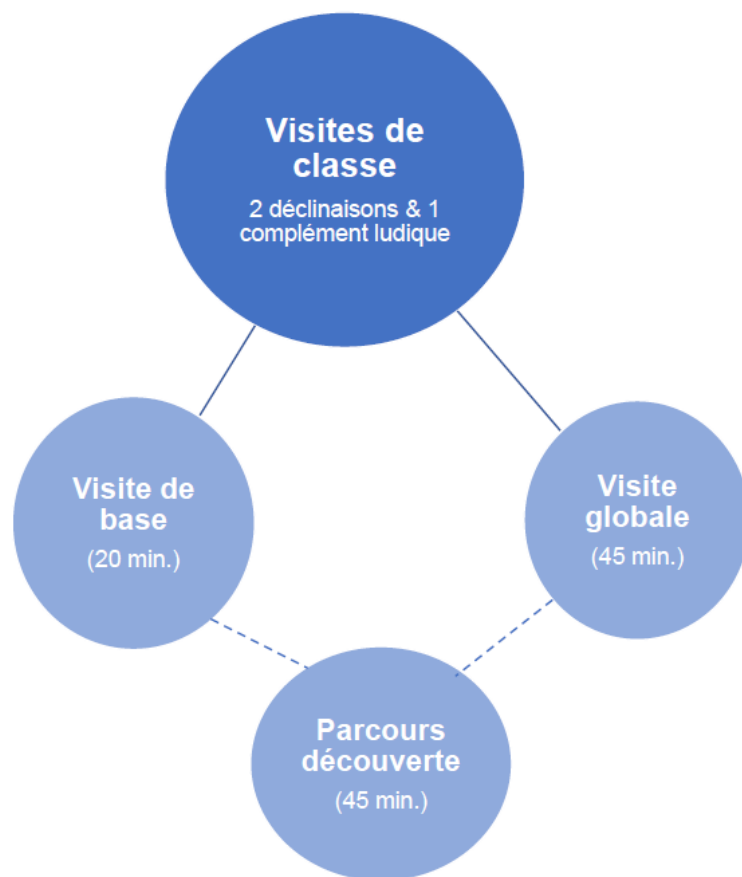 Visites de
classe
2 déclinaisons & 1
complément ludique
Visite de
base
(20 min.)
Visite
globale
(45 min.)
Parcours
découverte
(45 min.)